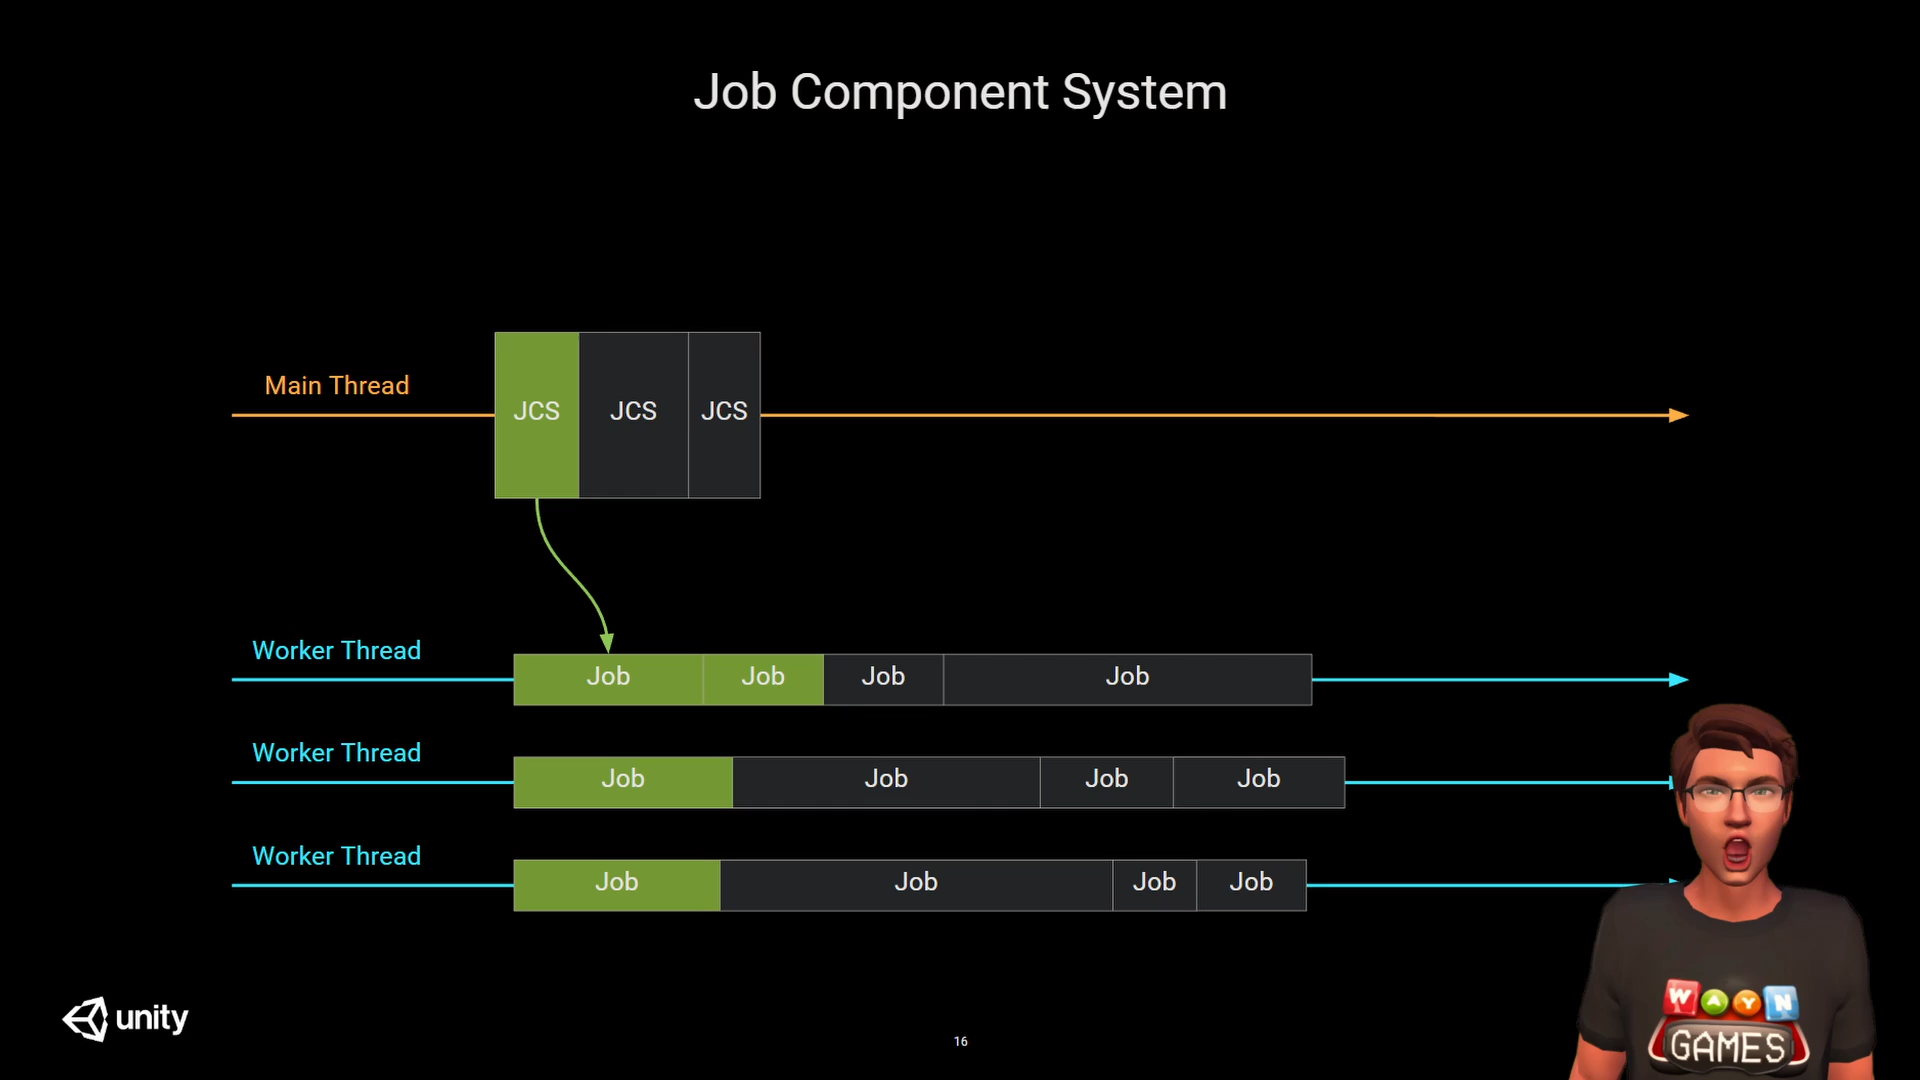 Job Component System
Main Thread
JCS JCS JCS
Worker Thread
Job Job Job Job
Worker Thread
Job Job Job Job
Worker Thread
Job Job Job Job
unity
16
WAYN
GAMES